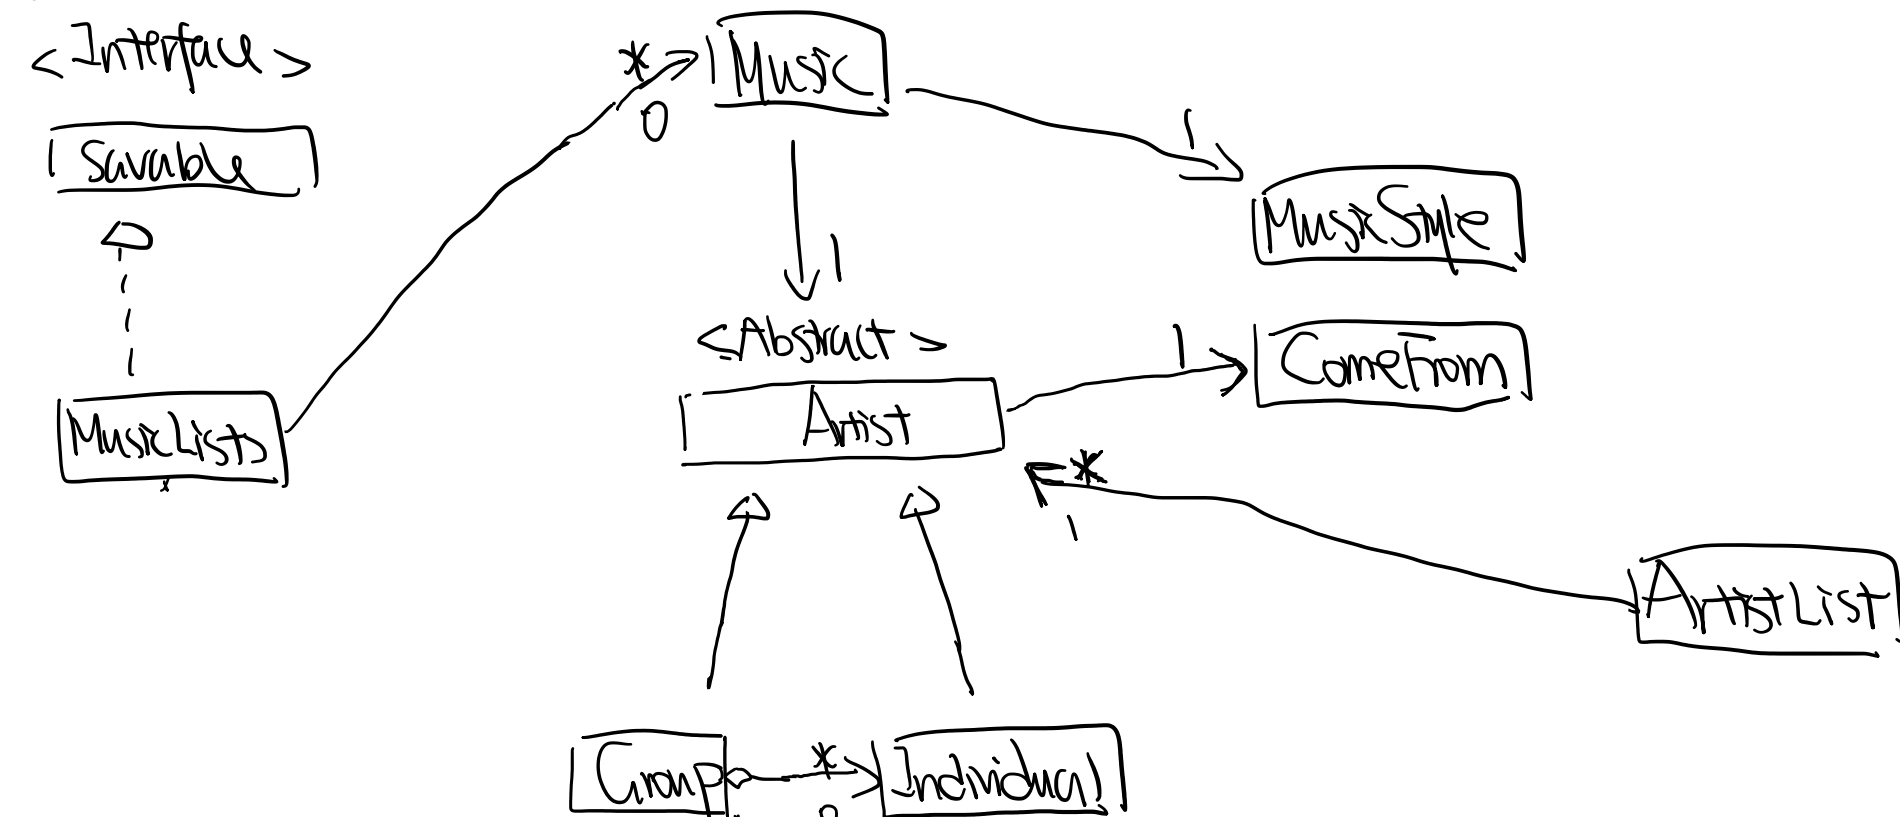 <Interface>
Savable
MusicLists
*
0
Music
1
MusicStyle
1
<Abstract>
Artist
1
ComeFrom
*
1
ArtistList
Group
*
Individual